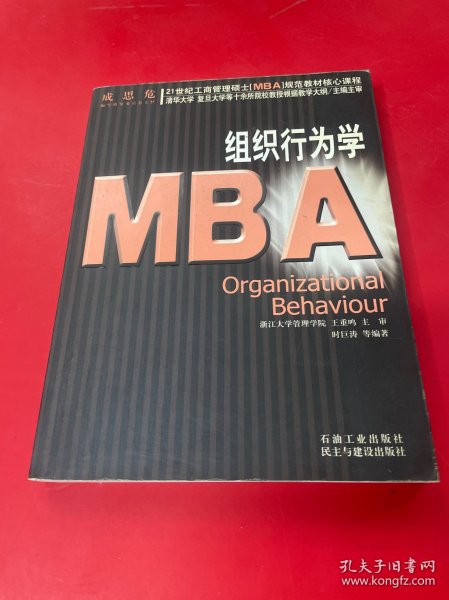 成思危
21世纪工商管理硕士(MBA)规范教材核心课程
清华大学 复旦大学等十余所院校教授根据教学大纲/主编主审
组织行为学
MBA
Organizational
Behaviour
浙江大学管理学院 王重鸣 主 审
时巨涛 等编著
石油工业出版社
民主与建设出版社
孔夫子旧书网
www.kongfz.com